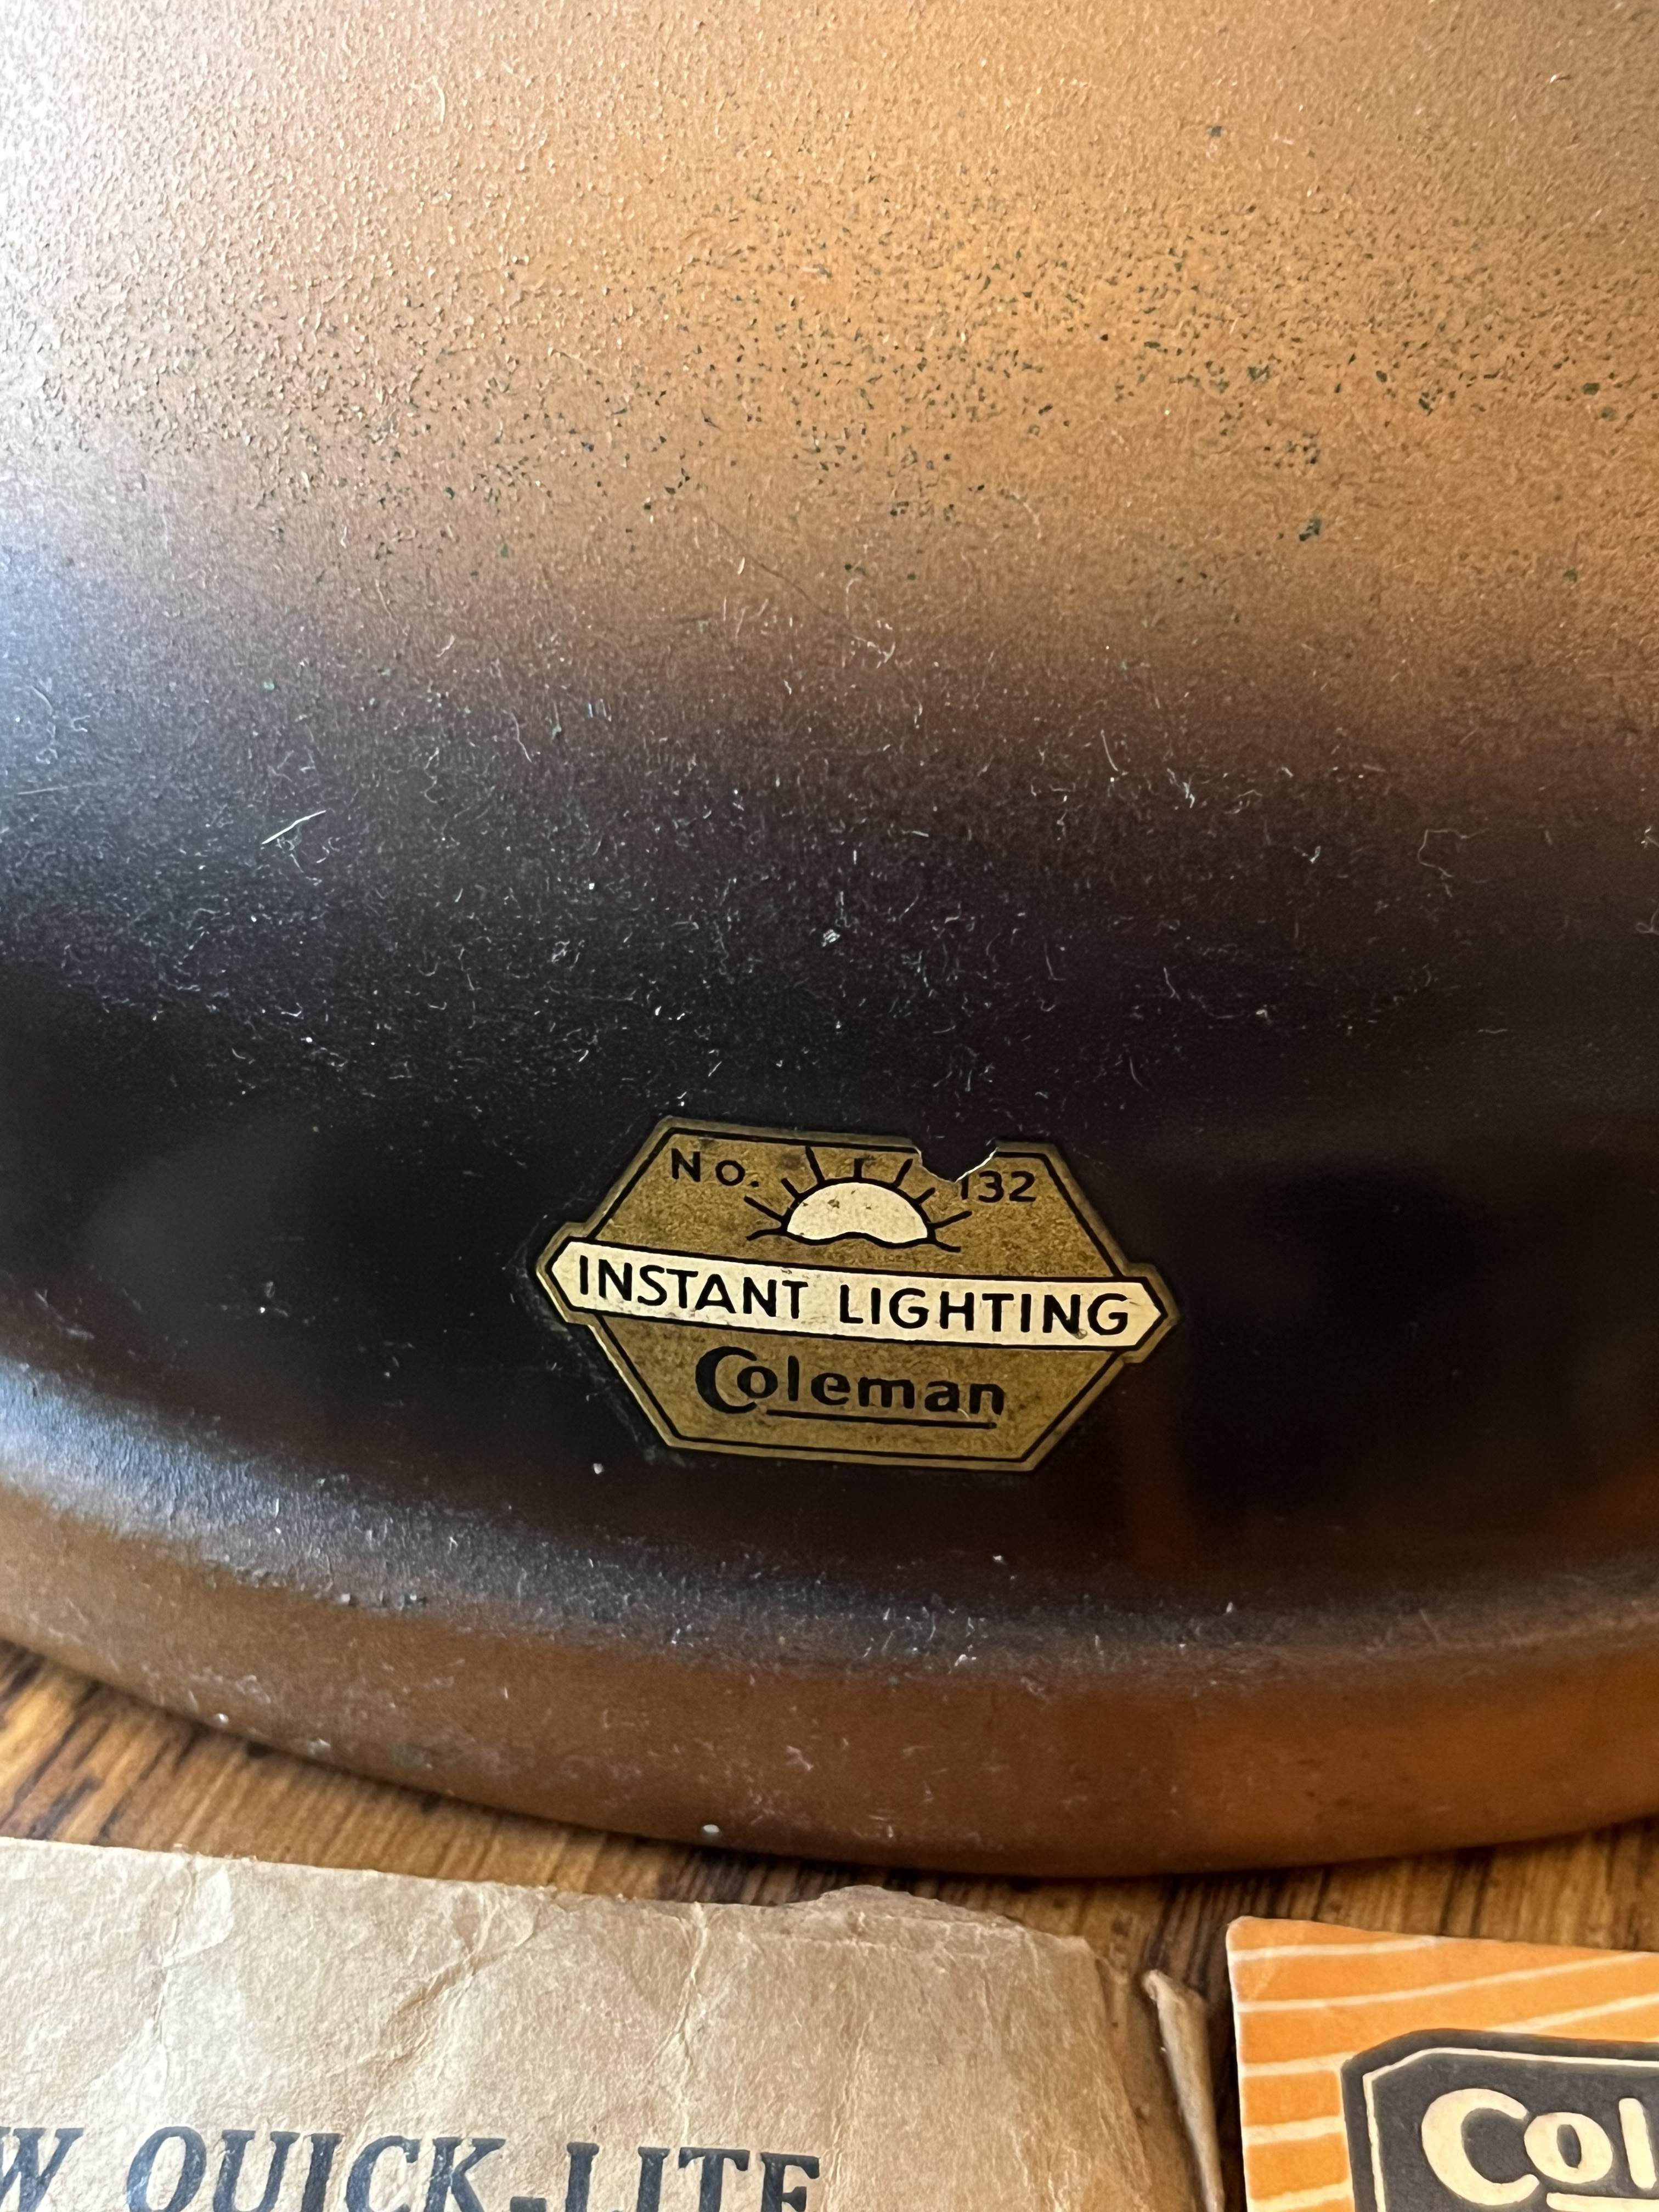 No. 132
INSTANT LIGHTING
Coleman
QUICK-LITE